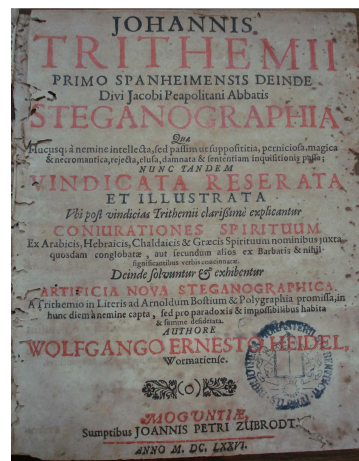 JOHANNIS
TRITHEMII
PRIMO SPANHEIMENSIS DEINDE
Divi Jacobi Peapolitani Abbatis
STEGANOGRAPHIA
Quæ
Hucusq; à nemine intellecta, sed passim ut supposititia, perniciosa, magica
& necromantica, rejecta, elusa, damnata & sententiam inquisitionis passa;
NUNC TANDEM
VINDICATA RESERATA
ET ILLUSTRATA
Vbi post vindicias Trithemii clarissimè explicantur
CONIURATIONES SPIRITUUM
Ex Arabicis, Hebraicis, Chaldaicis & Græcis Spirituum nominibus juxta
quosdam conglobatæ, aut secundum alios ex Barbaris & nihil-
significantibus verbis concinnatæ.
Deinde solvuntur & exhibentur
ARTIFICIA NOVA STEGANOGRAPHICA.
A Trithemio in Literis ad Arnoldum Bostium & Polygraphia promissa, in
hunc diem à nemine capta, sed pro paradoxis & impossibilibus habita
& summe desiderata.
AUTHORE
WOLFGANGO ERNESTO HEIDEL,
Wormatiense.
MOGUNTIÆ,
Sumptibus JOANNIS PETRI ZUBRODT.
ANNO M. DC. LXXVI.